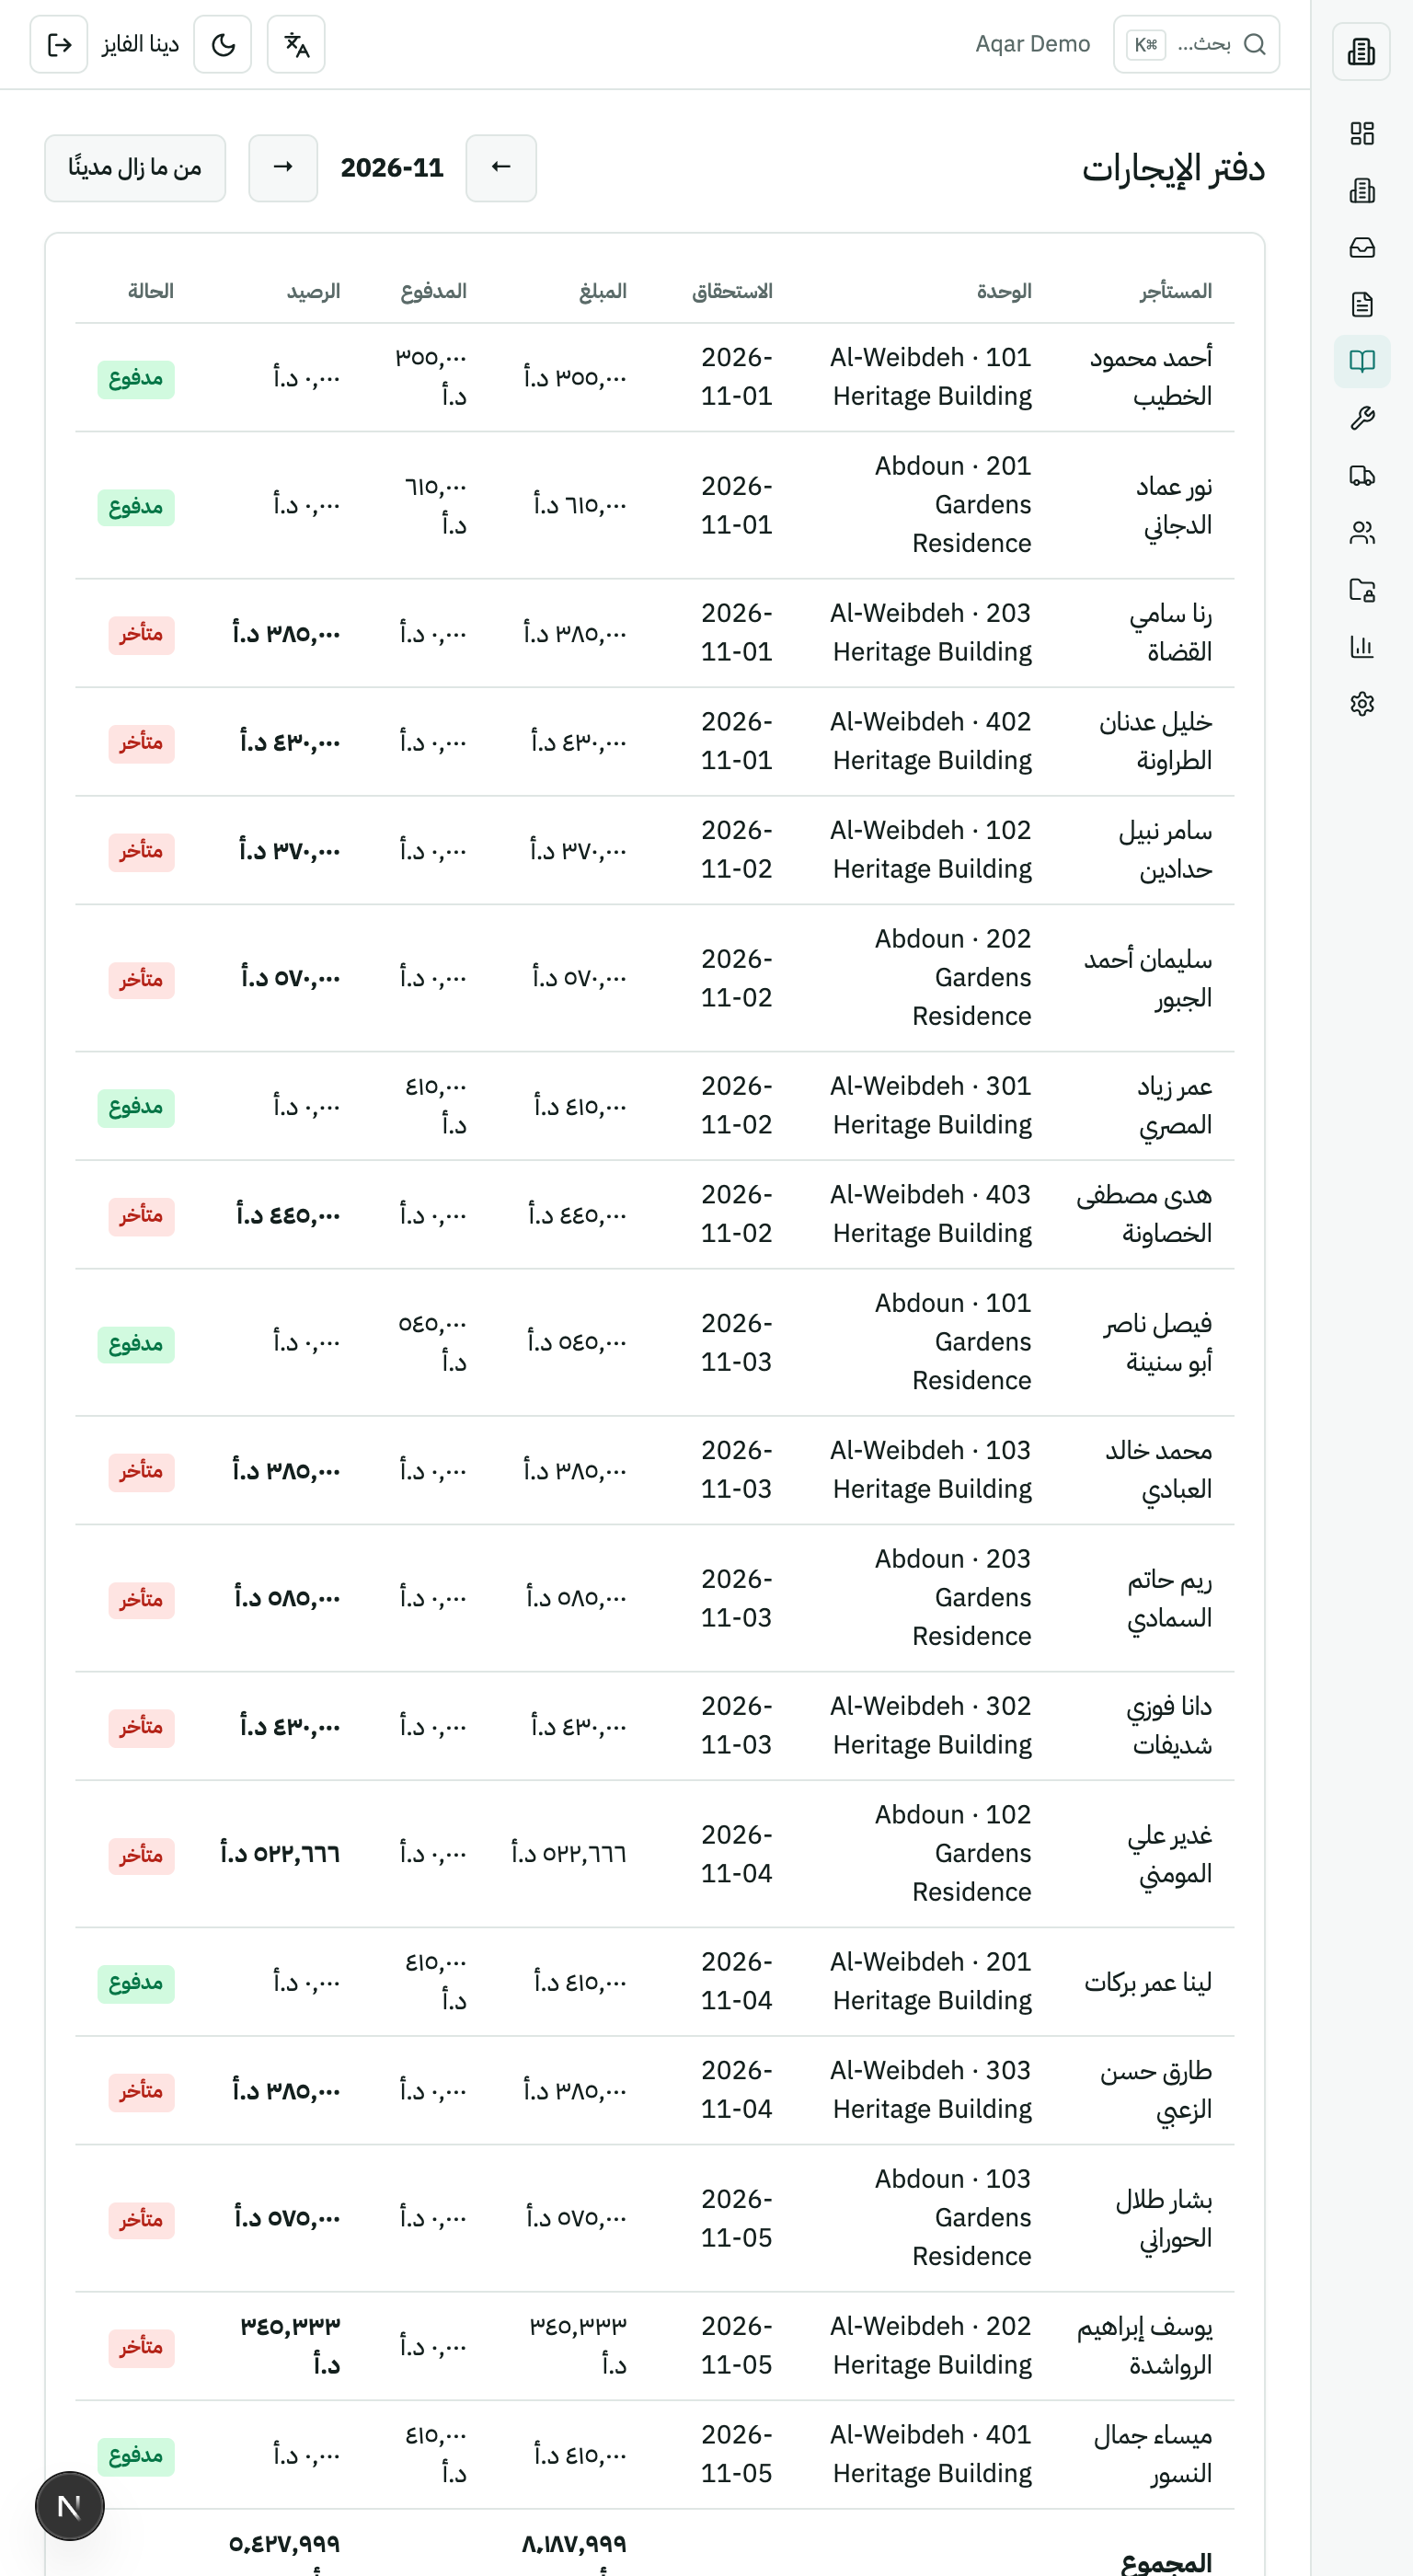 بحث... ⌘K
Aqar Demo
دينا الفايز
دفتر الإيجارات
←
2026-11
→
من ما زال مدينًا
المستأجر الوحدة الاستحقاق المبلغ المدفوع الرصيد الحالة
أحمد محمود
الخطيب
101 · Al-Weibdeh
Heritage Building
2026-
11-01
٣٥٥٫٠٠٠ د.أ
٣٥٥٫٠٠٠
د.أ
٠٫٠٠٠ د.أ
مدفوع
نور عماد
الدجاني
201 · Abdoun
Gardens
Residence
2026-
11-01
٦١٥٫٠٠٠ د.أ
٦١٥٫٠٠٠
د.أ
٠٫٠٠٠ د.أ
مدفوع
رنا سامي
القضاة
203 · Al-Weibdeh
Heritage Building
2026-
11-01
٣٨٥٫٠٠٠ د.أ
٠٫٠٠٠ د.أ
٣٨٥٫٠٠٠ د.أ
متأخر
خليل عدنان
الطراونة
402 · Al-Weibdeh
Heritage Building
2026-
11-01
٤٣٠٫٠٠٠ د.أ
٠٫٠٠٠ د.أ
٤٣٠٫٠٠٠ د.أ
متأخر
سامر نبيل
حدادين
102 · Al-Weibdeh
Heritage Building
2026-
11-02
٣٧٠٫٠٠٠ د.أ
٠٫٠٠٠ د.أ
٣٧٠٫٠٠٠ د.أ
متأخر
سليمان أحمد
الجبور
202 · Abdoun
Gardens
Residence
2026-
11-02
٥٧٠٫٠٠٠ د.أ
٠٫٠٠٠ د.أ
٥٧٠٫٠٠٠ د.أ
متأخر
عمر زياد
المصري
301 · Al-Weibdeh
Heritage Building
2026-
11-02
٤١٥٫٠٠٠ د.أ
٤١٥٫٠٠٠
د.أ
٠٫٠٠٠ د.أ
مدفوع
هدى مصطفى
الخصاونة
403 · Al-Weibdeh
Heritage Building
2026-
11-02
٤٤٥٫٠٠٠ د.أ
٠٫٠٠٠ د.أ
٤٤٥٫٠٠٠ د.أ
متأخر
فيصل ناصر
أبو سنينة
101 · Abdoun
Gardens
Residence
2026-
11-03
٥٤٥٫٠٠٠ د.أ
٥٤٥٫٠٠٠
د.أ
٠٫٠٠٠ د.أ
مدفوع
محمد خالد
العبادي
103 · Al-Weibdeh
Heritage Building
2026-
11-03
٣٨٥٫٠٠٠ د.أ
٠٫٠٠٠ د.أ
٣٨٥٫٠٠٠ د.أ
متأخر
ريم حاتم
السمادي
203 · Abdoun
Gardens
Residence
2026-
11-03
٥٨٥٫٠٠٠ د.أ
٠٫٠٠٠ د.أ
٥٨٥٫٠٠٠ د.أ
متأخر
دانا فوزي
شديفات
302 · Al-Weibdeh
Heritage Building
2026-
11-03
٤٣٠٫٠٠٠ د.أ
٠٫٠٠٠ د.أ
٤٣٠٫٠٠٠ د.أ
متأخر
غدير علي
المومني
102 · Abdoun
Gardens
Residence
2026-
11-04
٥٢٢٫٦٦٦ د.أ
٠٫٠٠٠ د.أ
٥٢٢٫٦٦٦ د.أ
متأخر
لينا عمر بركات
201 · Al-Weibdeh
Heritage Building
2026-
11-04
٤١٥٫٠٠٠ د.أ
٤١٥٫٠٠٠
د.أ
٠٫٠٠٠ د.أ
مدفوع
طارق حسن
الزعبي
303 · Al-Weibdeh
Heritage Building
2026-
11-04
٣٨٥٫٠٠٠ د.أ
٠٫٠٠٠ د.أ
٣٨٥٫٠٠٠ د.أ
متأخر
بشار طلال
الحوراني
103 · Abdoun
Gardens
Residence
2026-
11-05
٥٧٥٫٠٠٠ د.أ
٠٫٠٠٠ د.أ
٥٧٥٫٠٠٠ د.أ
متأخر
يوسف إبراهيم
الرواشدة
202 · Al-Weibdeh
Heritage Building
2026-
11-05
٣٤٥٫٣٣٣
د.أ
٠٫٠٠٠ د.أ
٣٤٥٫٣٣٣
د.أ
متأخر
ميساء جمال
النسور
401 · Al-Weibdeh
Heritage Building
2026-
11-05
٤١٥٫٠٠٠ د.أ
٤١٥٫٠٠٠
د.أ
٠٫٠٠٠ د.أ
مدفوع
المجموع
٨٬١٨٧٫٩٩٩
٥٬٤٢٧٫٩٩٩
N